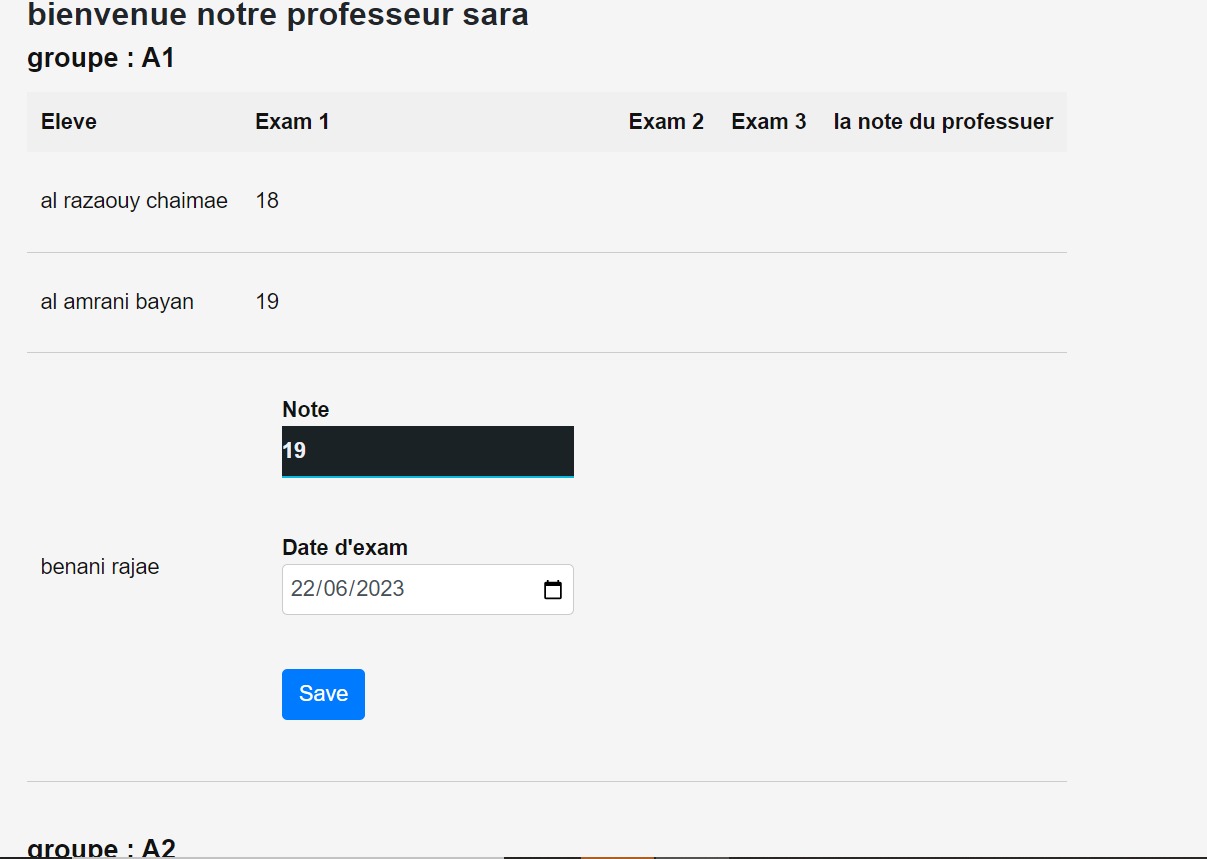 bienvenue notre professeur sara
groupe : A1
Eleve Exam 1 Exam 2 Exam 3 la note du professuer
al razaouy chaimae 18
al amrani bayan 19
Note
19
Date d'exam
benani rajae
22/06/2023
Save
groupe : A2